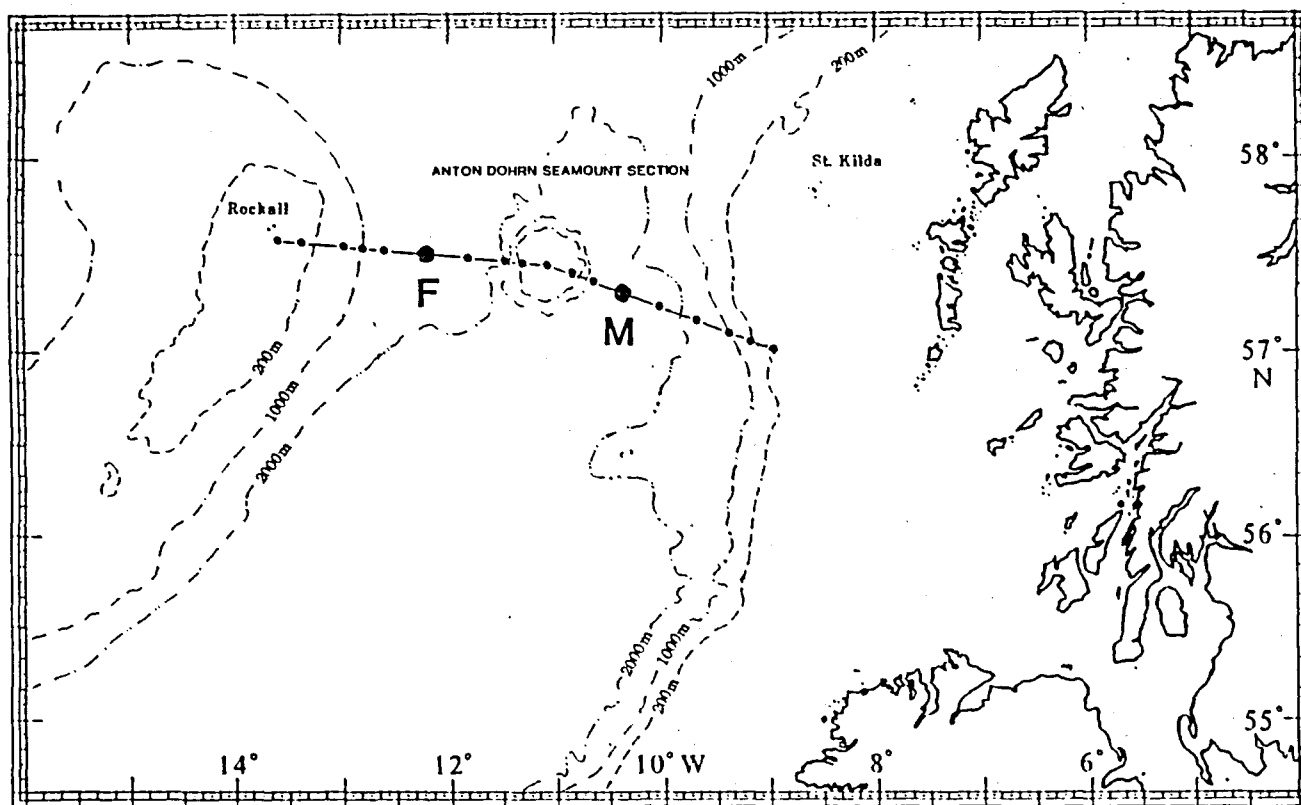 1000m
200m
58°
ANTON DOHRN SEAMOUNT SECTION
St. Kilda
Rockall
F
M
200m
57°
N
1000m
2000m
56°
2000m
1000m
200m
55°
14°
12°
10° W
8°
6°